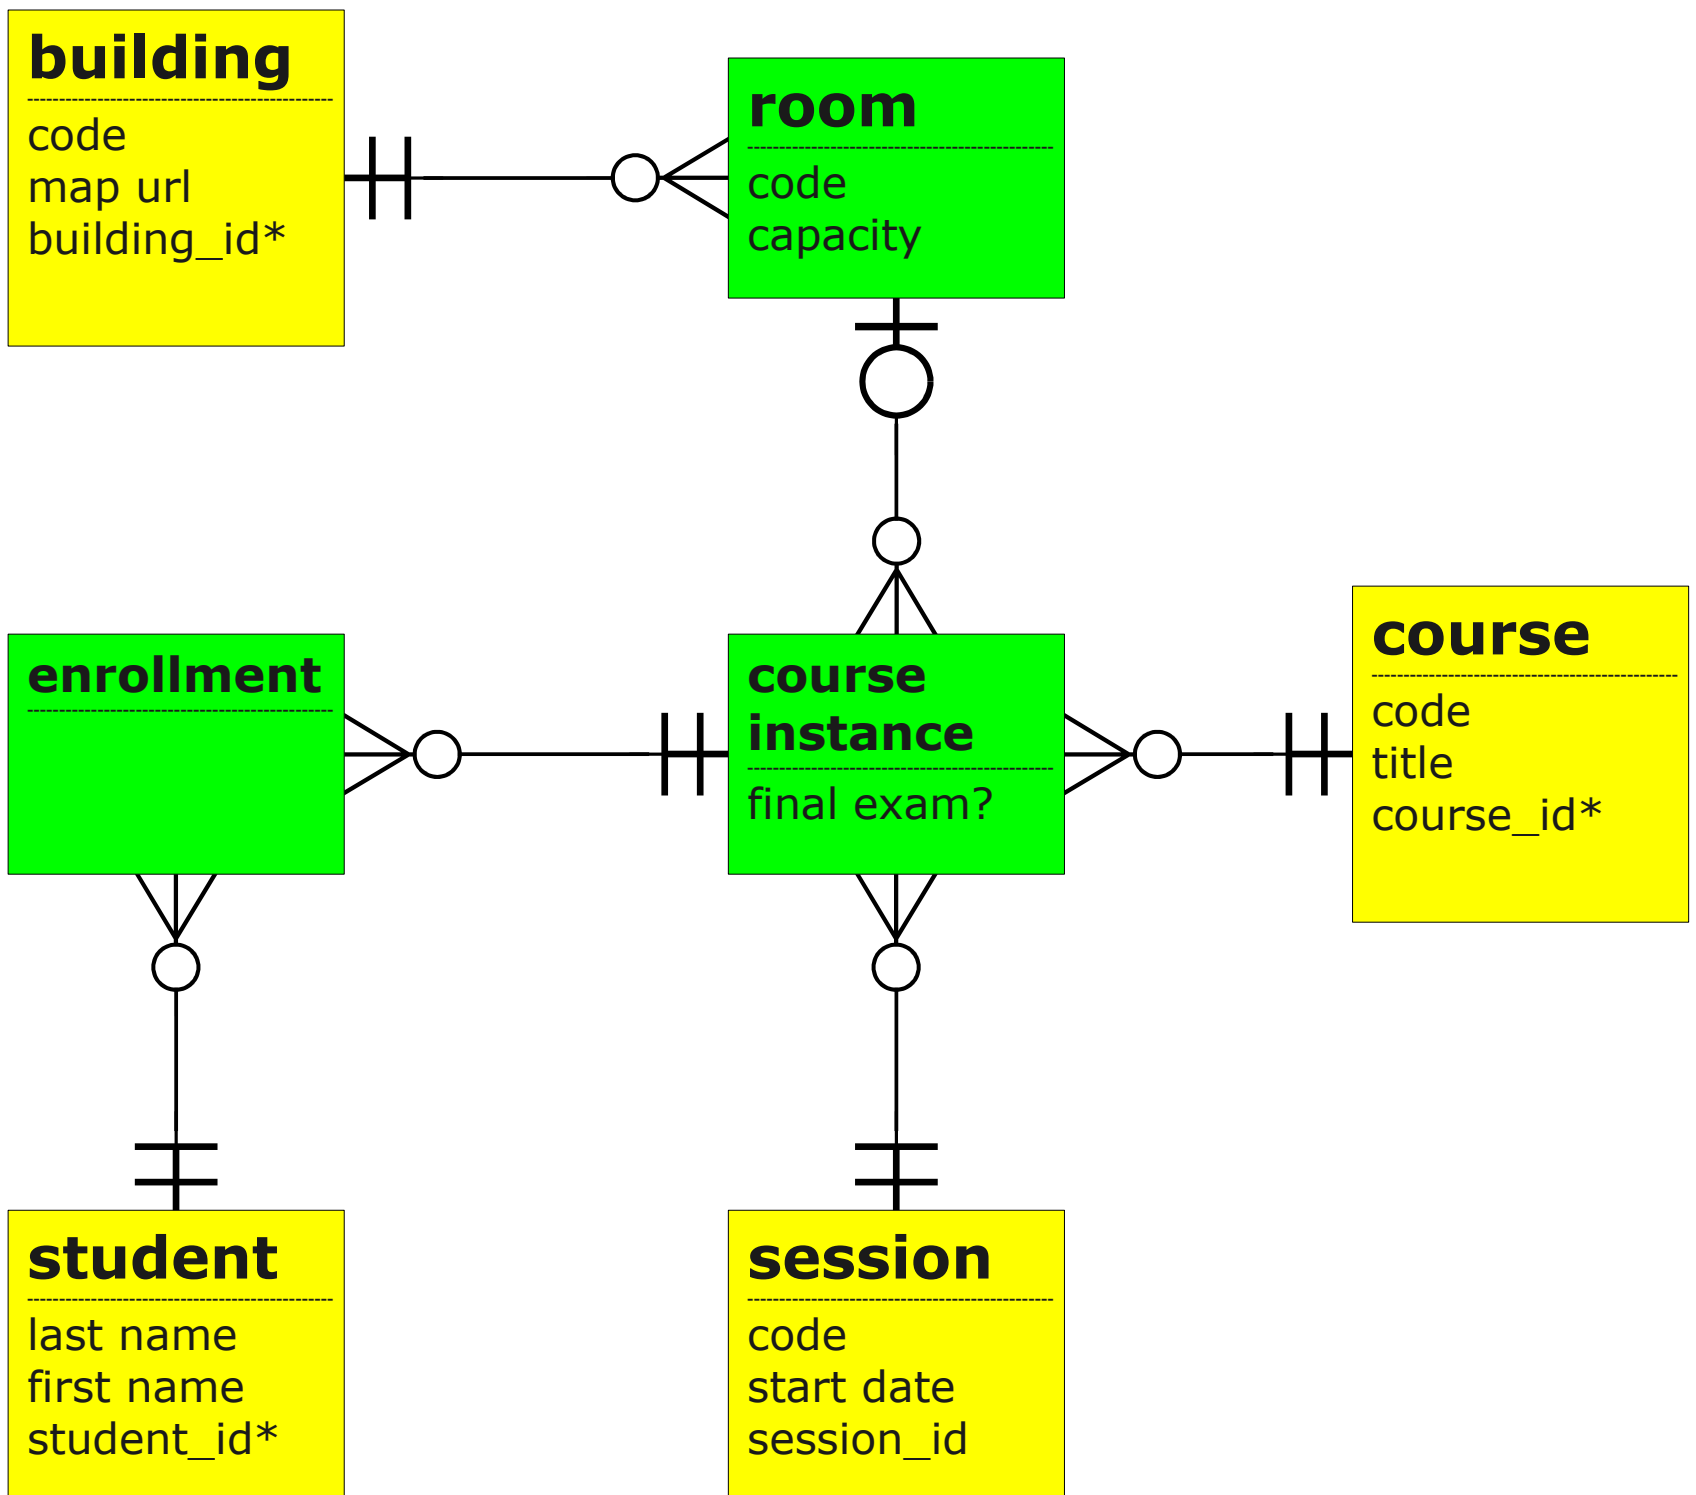 building
code
map url
building_id*
room
code
capacity
enrollment
course
instance
final exam?
course
code
title
course_id*
student
last name
first name
student_id*
session
code
start date
session_id